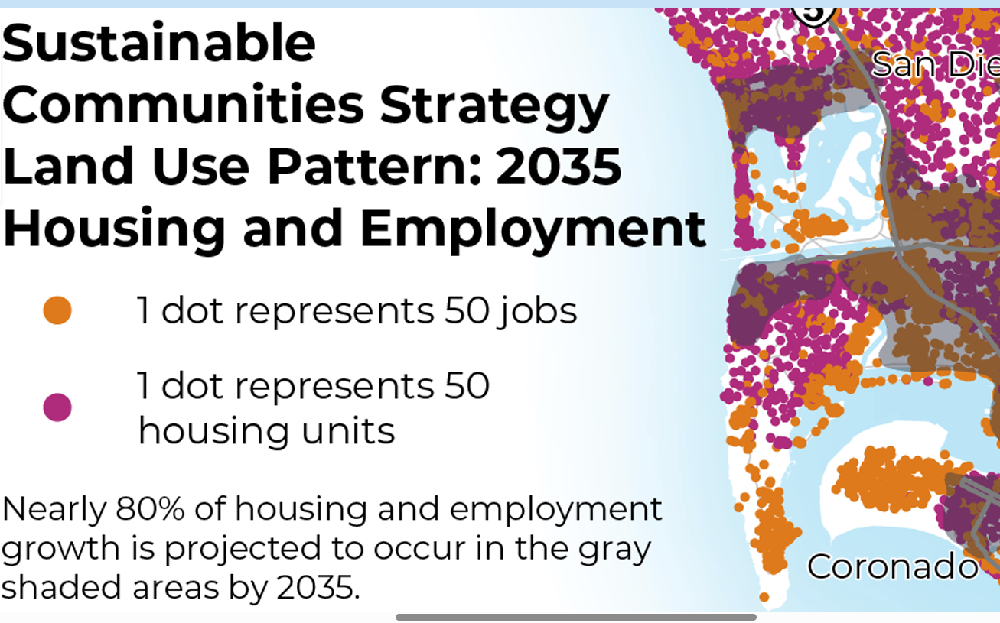 Sustainable
Communities Strategy
Land Use Pattern: 2035
Housing and Employment
1 dot represents 50 jobs
1 dot represents 50
housing units
Nearly 80% of housing and employment
growth is projected to occur in the gray
shaded areas by 2035.
5
San Die
Coronado